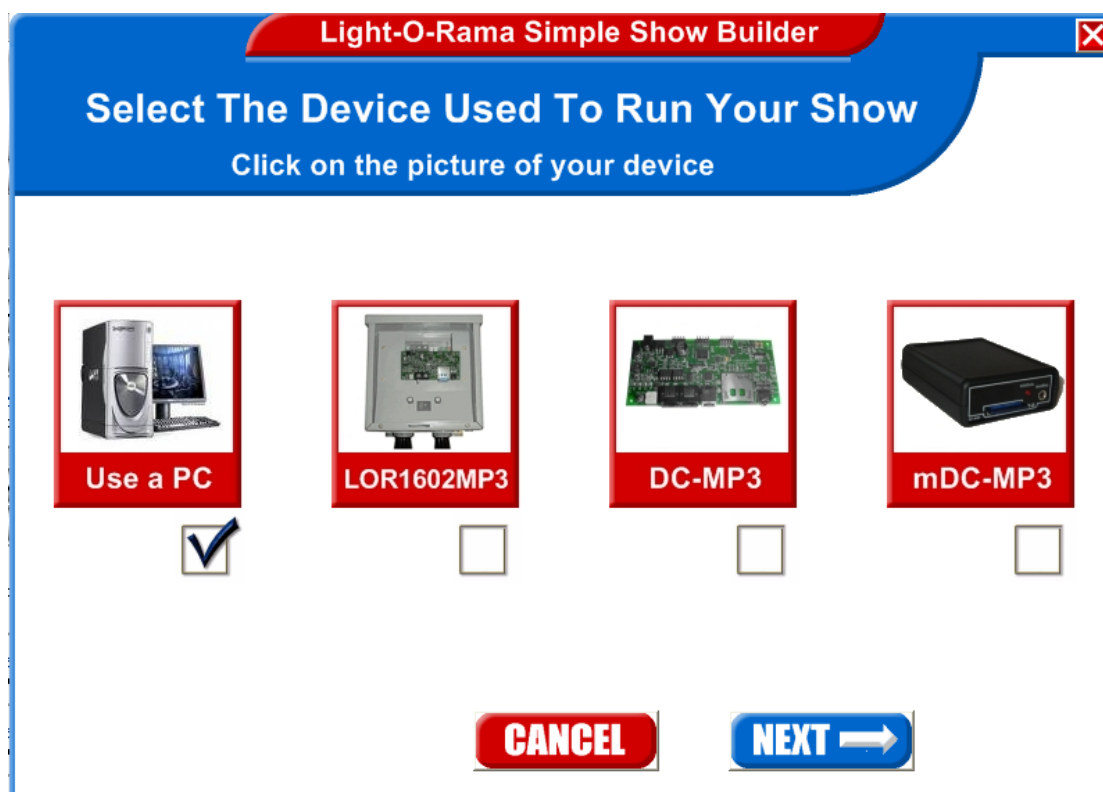 Light-O-Rama Simple Show Builder
Select The Device Used To Run Your Show
Click on the picture of your device
Use a PC
LOR1602MP3
DC-MP3
mDC-MP3
CANCEL
NEXT